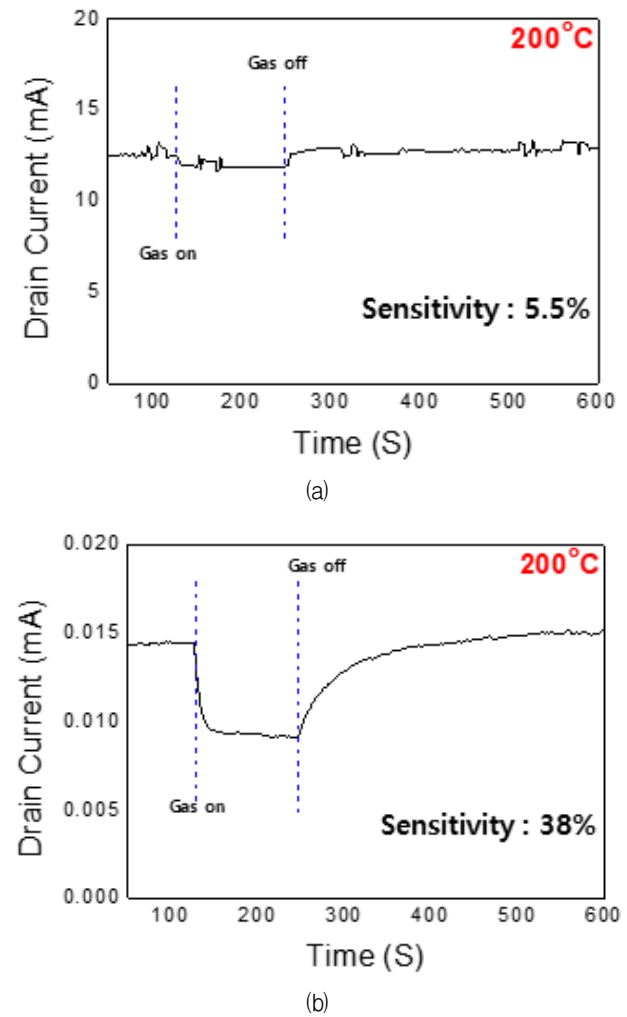 20
200°C
Gas off
15
Drain Current (mA)
10
Gas on
5
Sensitivity : 5.5%
0
100 200 300 400 500 600
Time (S)
(a)
0.020
200°C
Gas off
0.015
Drain Current (mA)
0.010
Gas on
0.005
Sensitivity : 38%
0.000
100 200 300 400 500 600
Time (S)
(b)